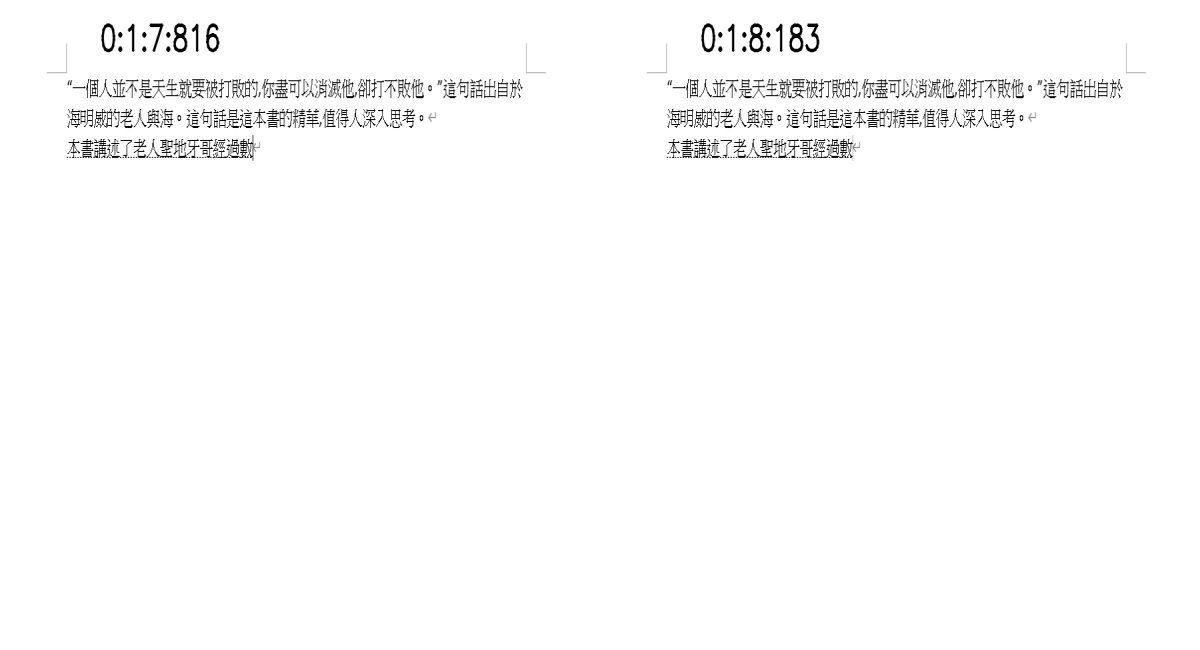 0:1:7:816
“一個人並不是天生就要被打敗的,你盡可以消滅他,卻打不敗他。”這句話出自於
海明威的老人與海。這句話是這本書的精華,值得人深入思考。
本書講述了老人聖地牙哥經過數
0:1:8:183
“一個人並不是天生就要被打敗的,你盡可以消滅他,卻打不敗他。”這句話出自於
海明威的老人與海。這句話是這本書的精華,值得人深入思考。
本書講述了老人聖地牙哥經過數